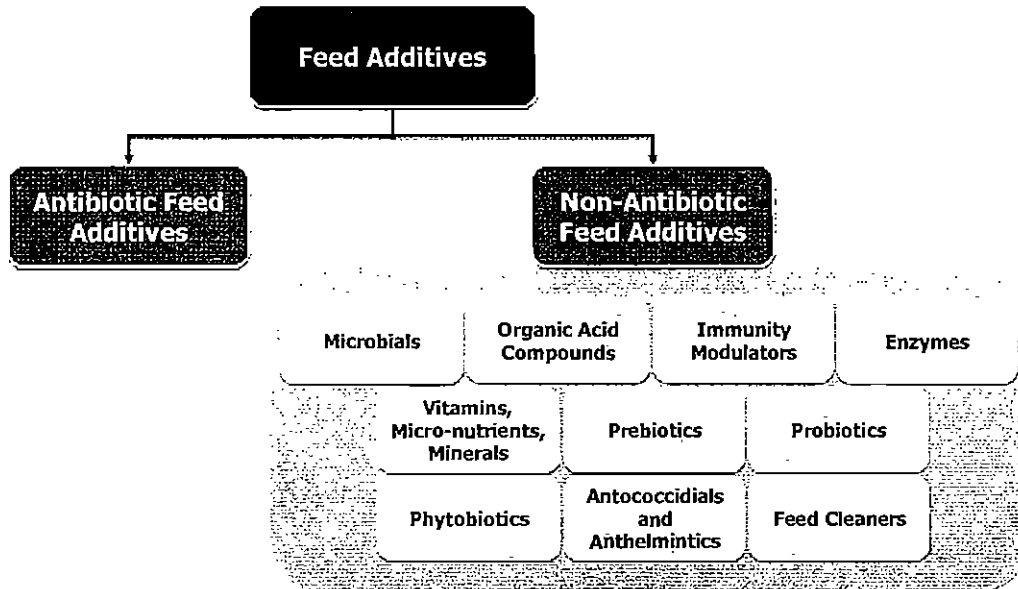 Feed Additives
Antibiotic Feed
Additives
Non-Antibiotic
Feed Additives
Microbials
Organic Acid
Compounds
Immunity
Modulators
Enzymes
Vitamins,
Micro-nutrients,
Minerals
Prebiotics
Probiotics
Phytobiotics
Antococcidials
and
Anthelmintics
Feed Cleaners